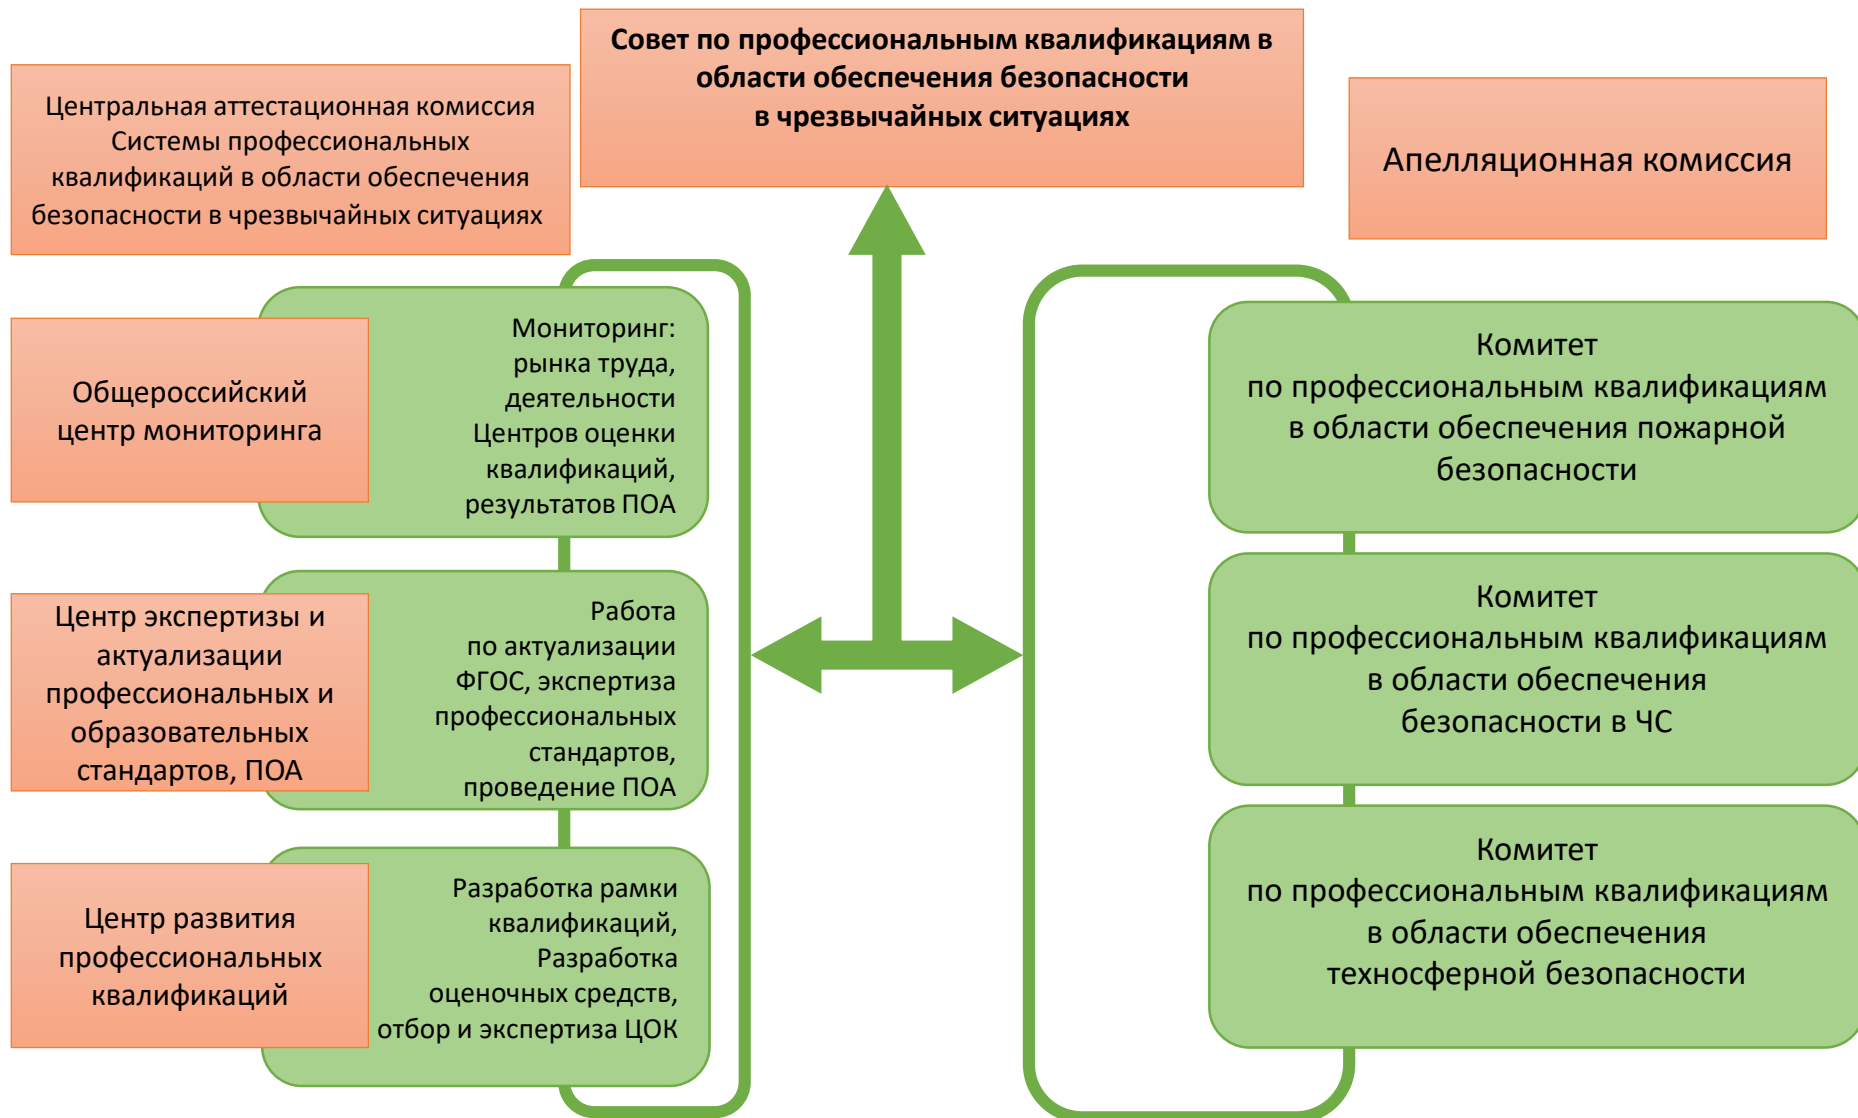 Совет по профессиональным квалификациям в
области обеспечения безопасности
в чрезвычайных ситуациях
Центральная аттестационная комиссия
Системы профессиональных
квалификаций в области обеспечения
безопасности в чрезвычайных ситуациях
Апелляционная комиссия
Общероссийский
центр мониторинга
Мониторинг:
рынка труда,
деятельности
Центров оценки
квалификаций,
результатов ПОА
Центр экспертизы и
актуализации
профессиональных и
образовательных
стандартов, ПОА
Работа
по актуализации
ФГОС, экспертиза
профессиональных
стандартов,
проведение ПОА
Центр развития
профессиональных
квалификаций
Разработка рамки
квалификаций,
Разработка
оценочных средств,
отбор и экспертиза ЦОК
Комитет
по профессиональным квалификациям
в области обеспечения пожарной
безопасности
Комитет
по профессиональным квалификациям
в области обеспечения
безопасности в ЧС
Комитет
по профессиональным квалификациям
в области обеспечения
техносферной безопасности